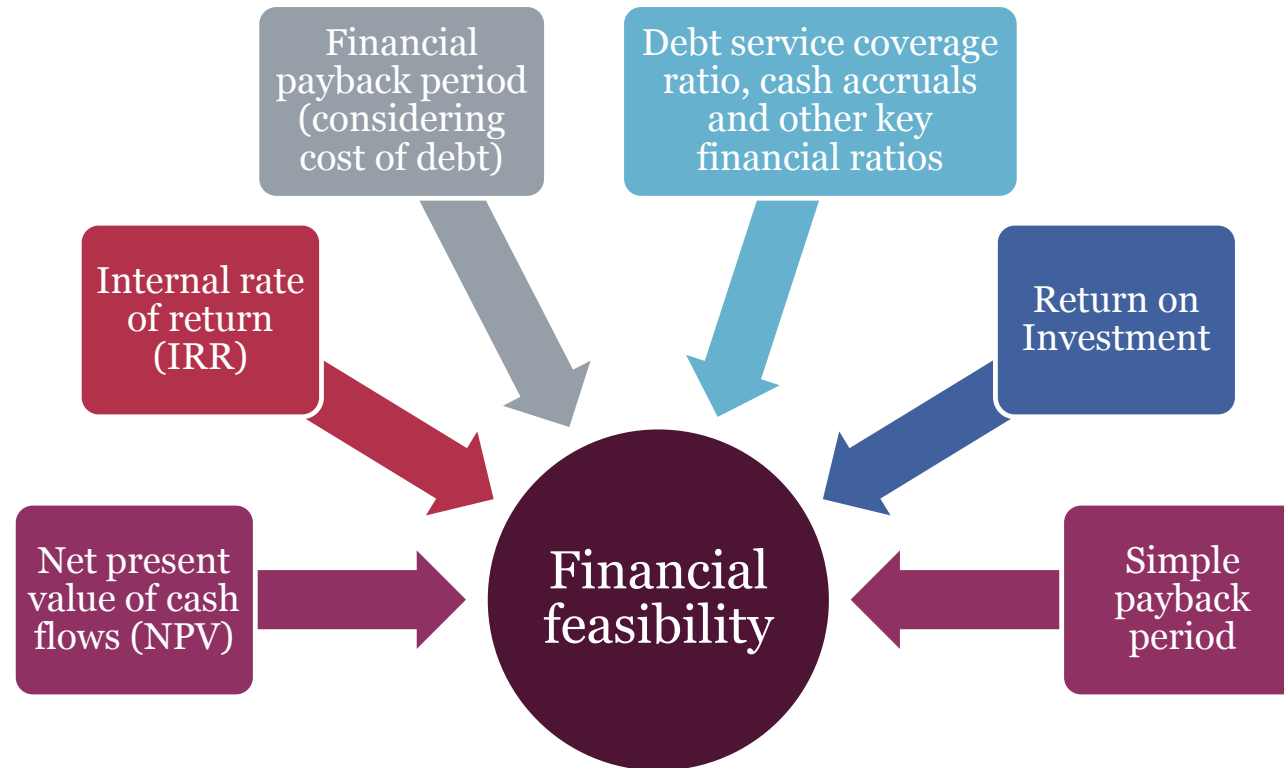 Financial
payback period
(considering
cost of debt)
Debt service coverage
ratio, cash accruals
and other key
financial ratios
Internal rate
of return
(IRR)
Return on
Investment
Net present
value of cash
flows (NPV)
Financial
feasibility
Simple
payback
period